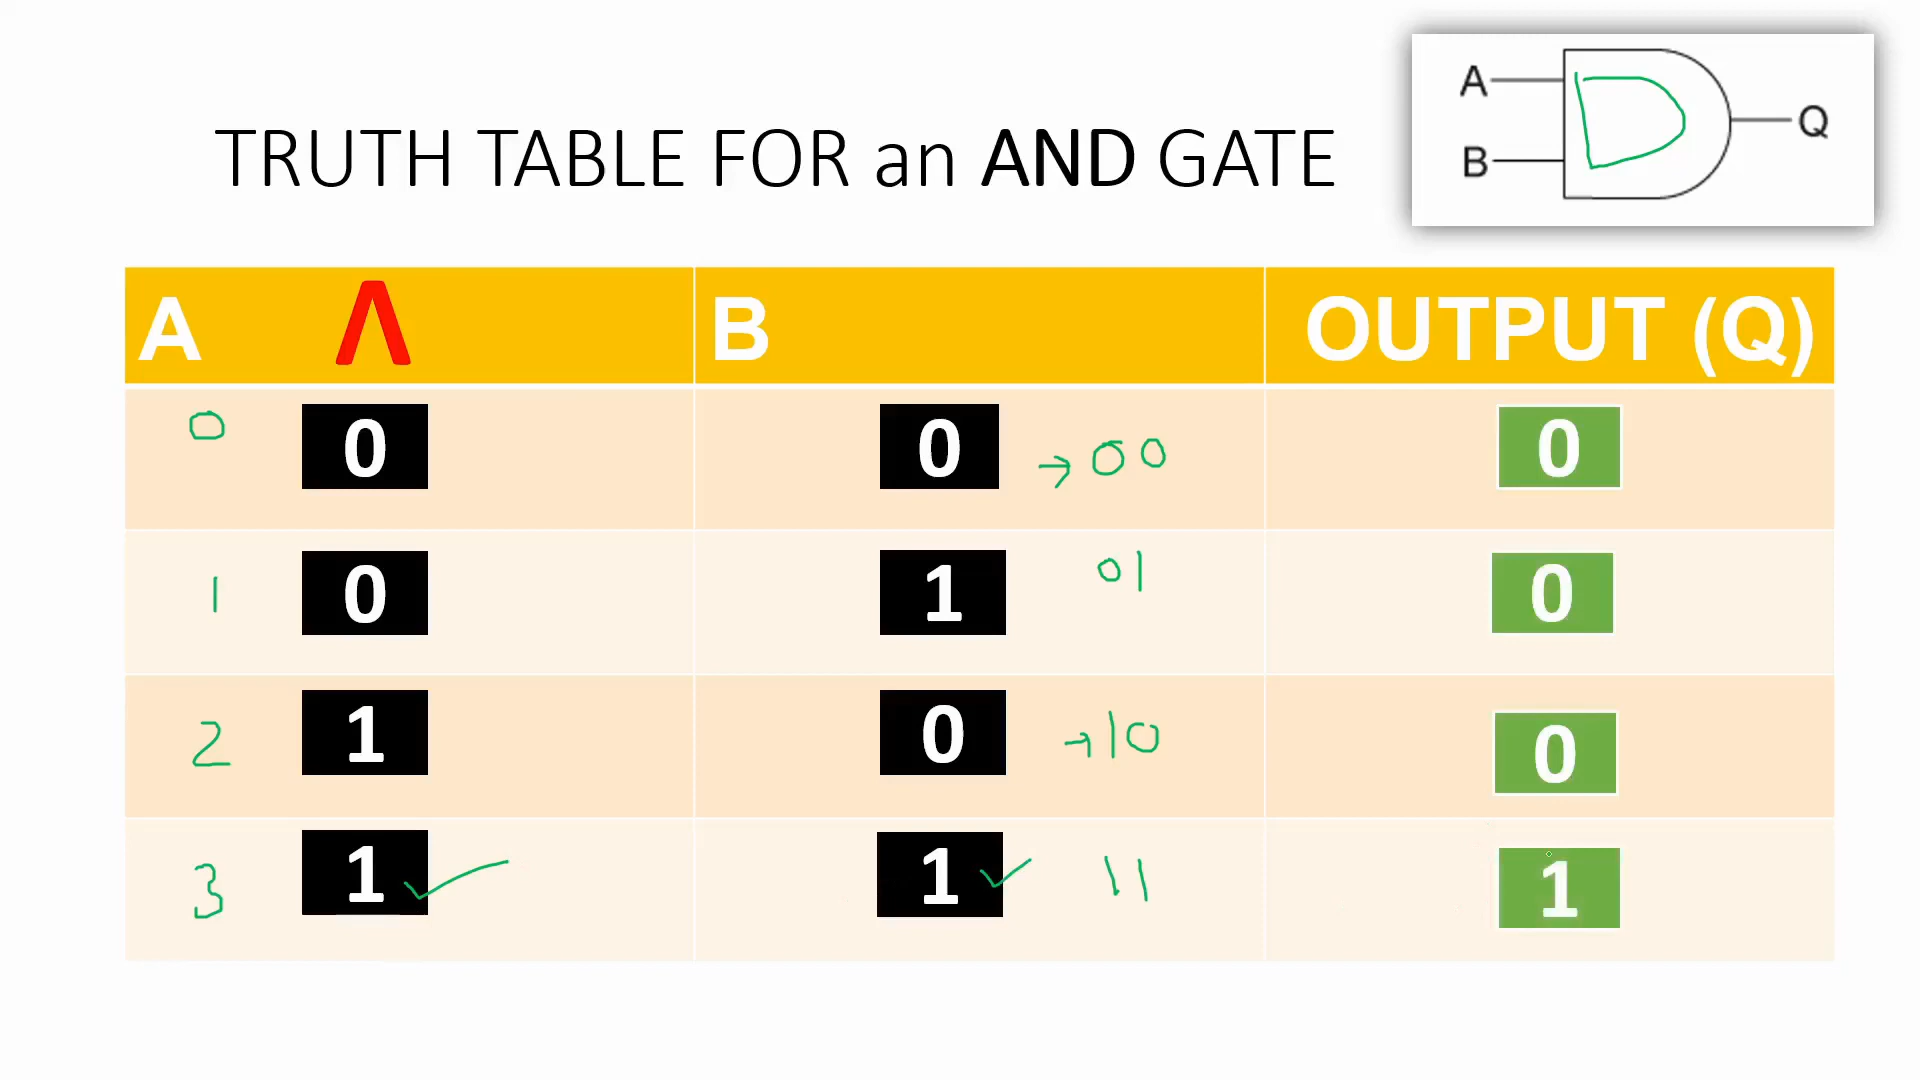 A
B
Q
TRUTH TABLE FOR an AND GATE
A Λ B OUTPUT (Q)
0 0 0 → 00 0
1 0 1 01 0
2 1 0 → 10 0
3 1 ✓ 1 ✓ 11 1